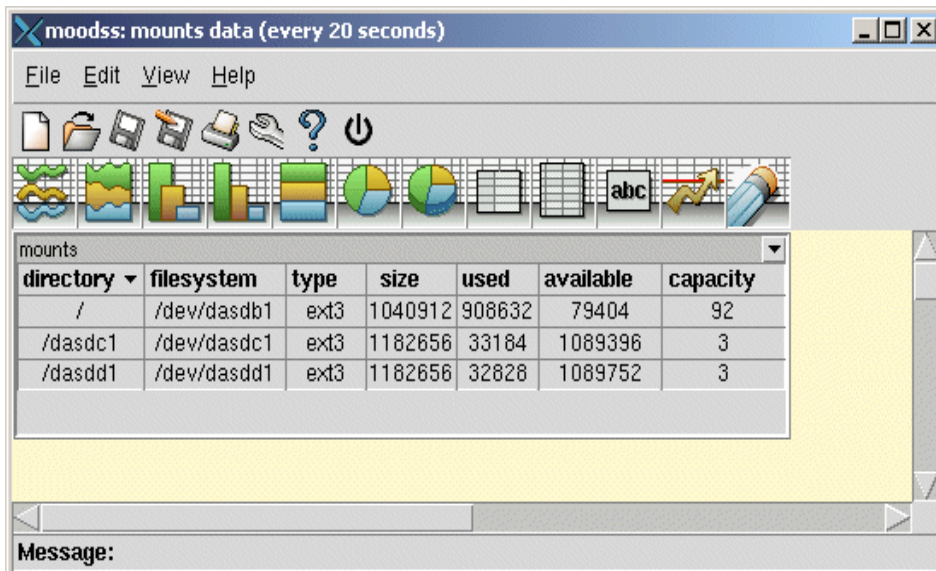 moodss: mounts data (every 20 seconds)
File Edit View Help
abc
mounts
directory filesystem type size used available capacity
/ /dev/dasdb1 ext3 1040912 908632 79404 92
/dasdc1 /dev/dasdc1 ext3 1182656 33184 1089396 3
/dasdd1 /dev/dasdd1 ext3 1182656 32828 1089752 3
Message: